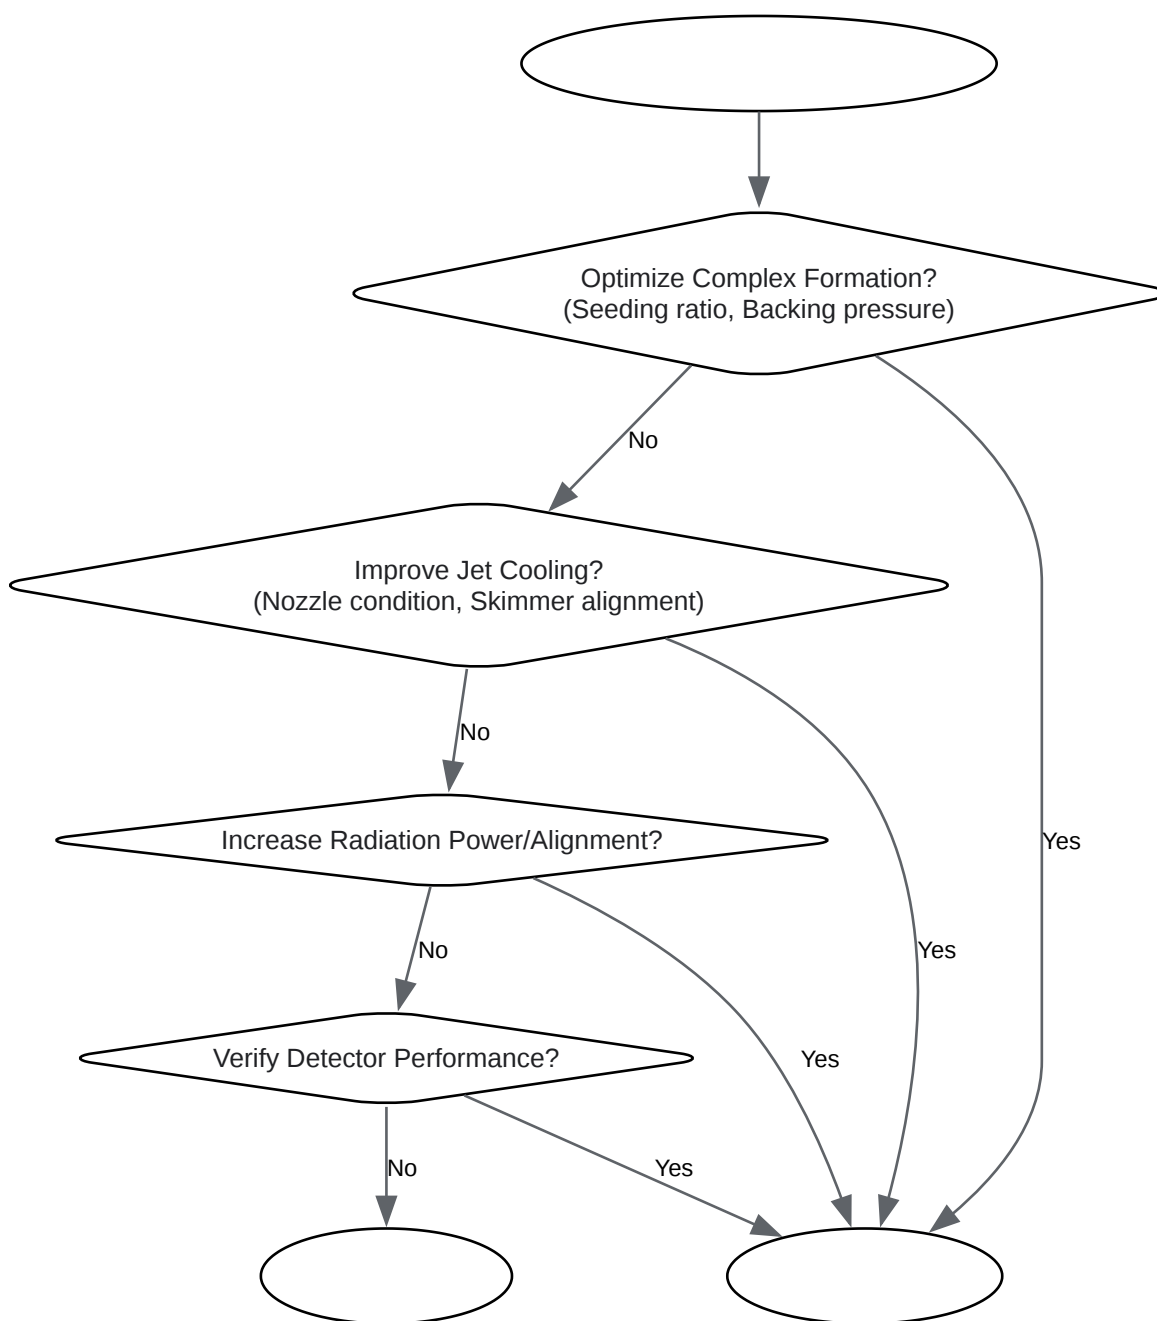 Optimize Complex Formation?
(Seeding ratio, Backing pressure)
No
Improve Jet Cooling?
(Nozzle condition, Skimmer alignment)
No
Yes
Increase Radiation Power/Alignment?
No
Yes
Verify Detector Performance?
Yes
No
Yes